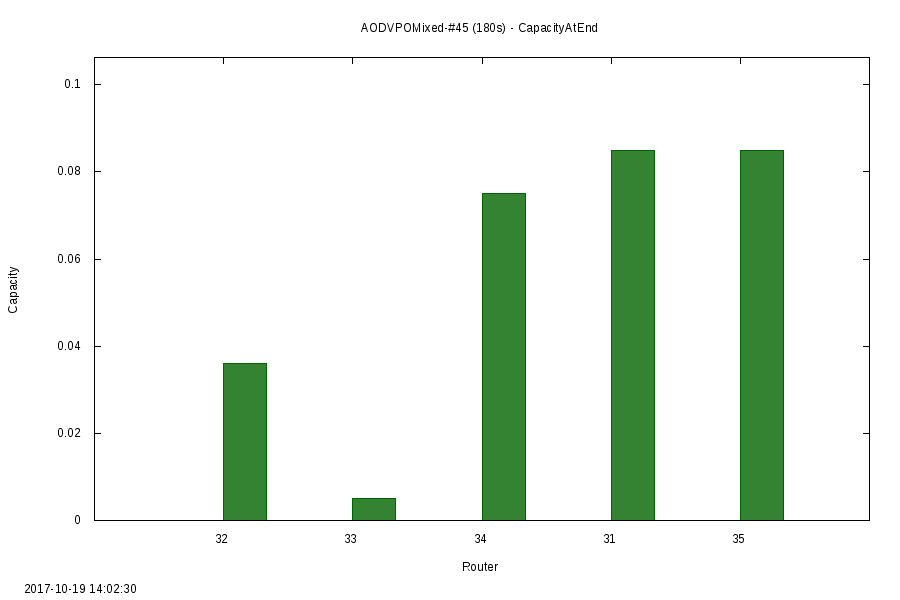 AODVPOMixed-#45 (180s) - CapacityAtEnd
0.1
0.08
0.06
0.04
0.02
0
Capacity
32 33 34 31 35
Router
2017-10-19 14:02:30